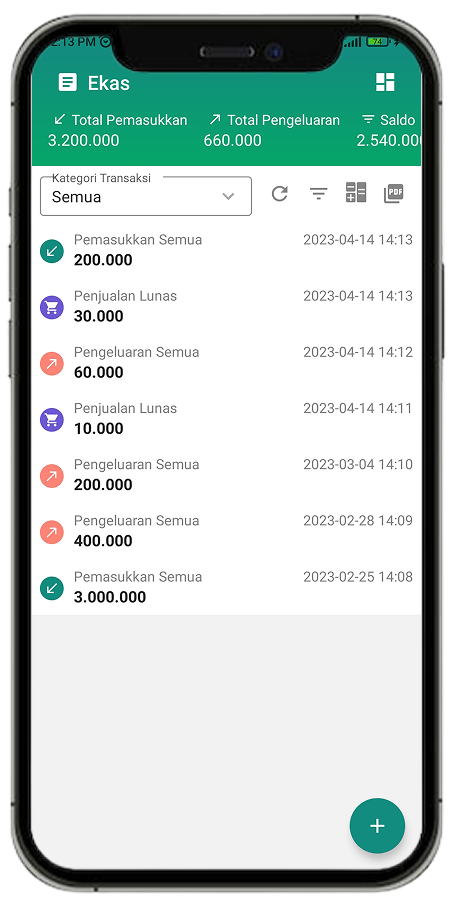 2:13 PM
Ekas
Total Pemasukkan Total Pengeluaran Saldo
3.200.000 660.000 2.540.00
Kategori Transaksi
Semua
PDF
Pemasukkan Semua 2023-04-14 14:13
200.000
Penjualan Lunas 2023-04-14 14:13
30.000
Pengeluaran Semua 2023-04-14 14:12
60.000
Penjualan Lunas 2023-04-14 14:11
10.000
Pengeluaran Semua 2023-03-04 14:10
200.000
Pengeluaran Semua 2023-02-28 14:09
400.000
Pemasukkan Semua 2023-02-25 14:08
3.000.000